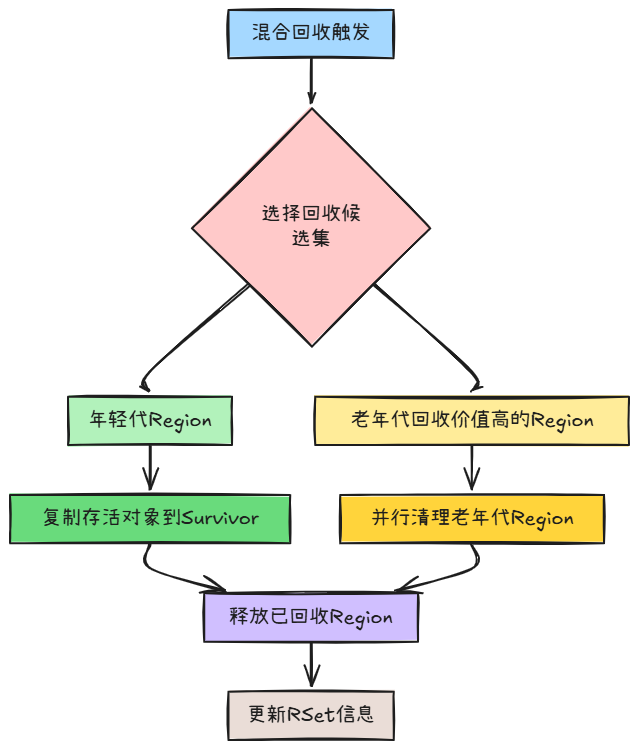 混合回收触发
选择回收候
选集
年轻代Region
老年代回收价值高的Region
复制存活对象到Survivor
并行清理老年代Region
释放已回收Region
更新RSet信息